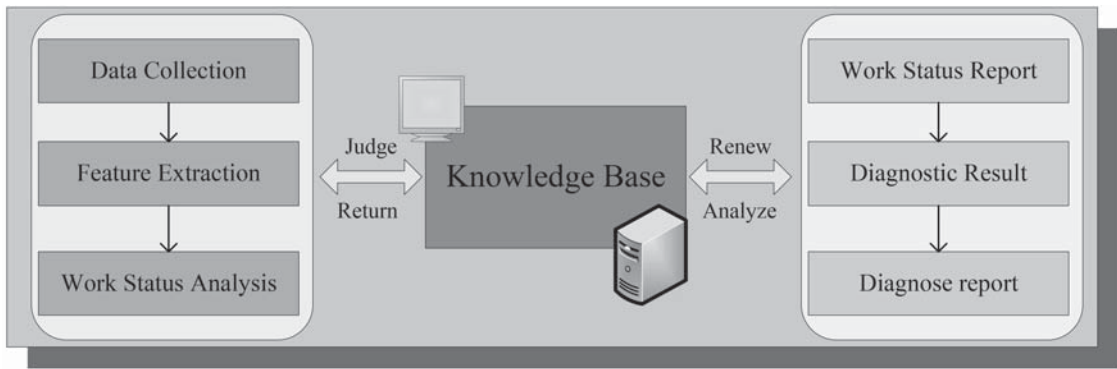 Data Collection
Feature Extraction
Work Status Analysis
Judge
Return
Knowledge Base
Renew
Analyze
Work Status Report
Diagnostic Result
Diagnose report